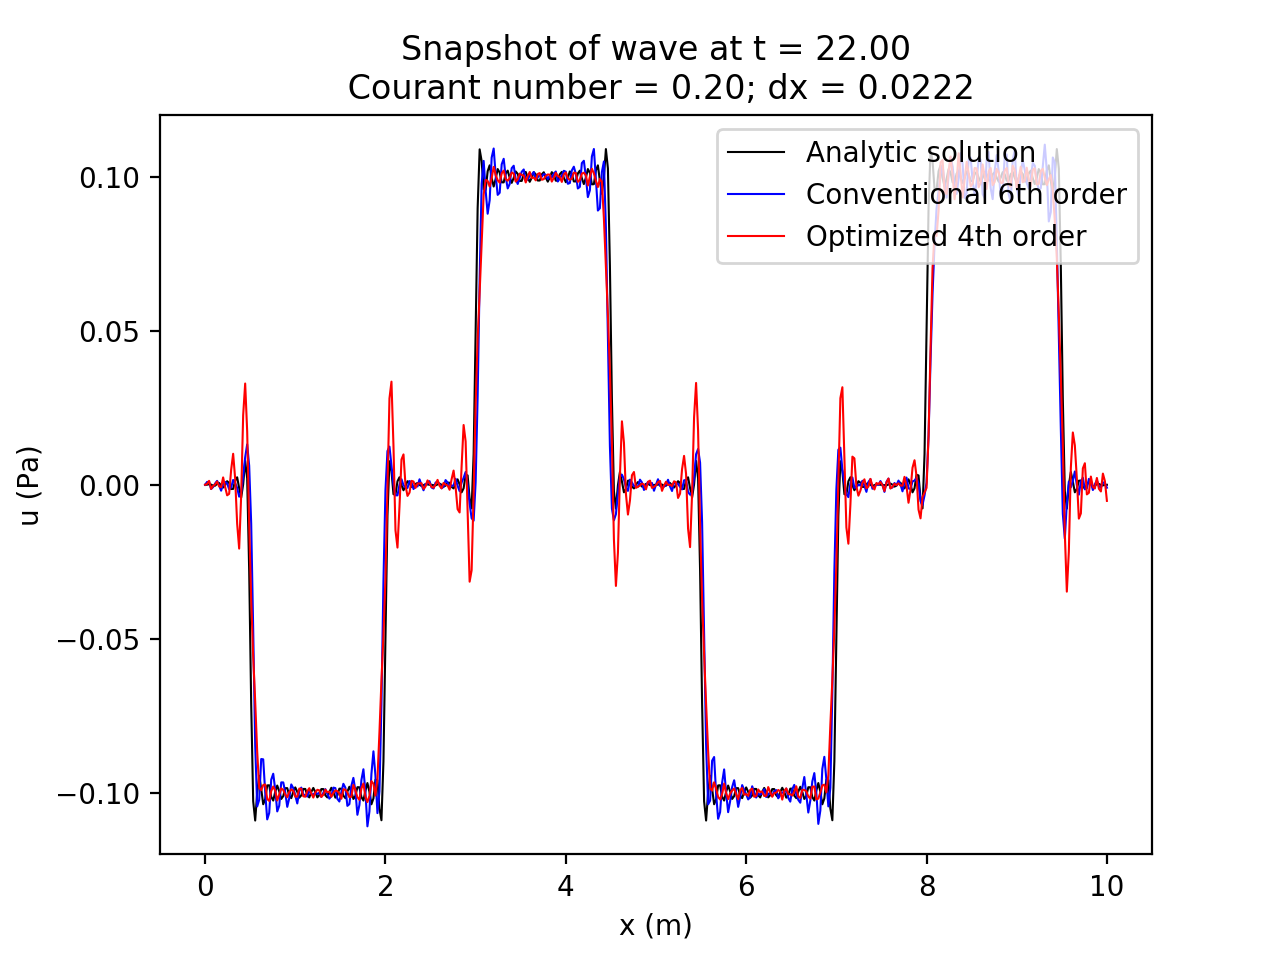 Snapshot of wave at t = 22.00
Courant number = 0.20; dx = 0.0222
Analytic solution
Conventional 6th order
Optimized 4th order
0.10
0.05
0.00
−0.05
−0.10
u (Pa)
0 2 4 6 8 10
x (m)